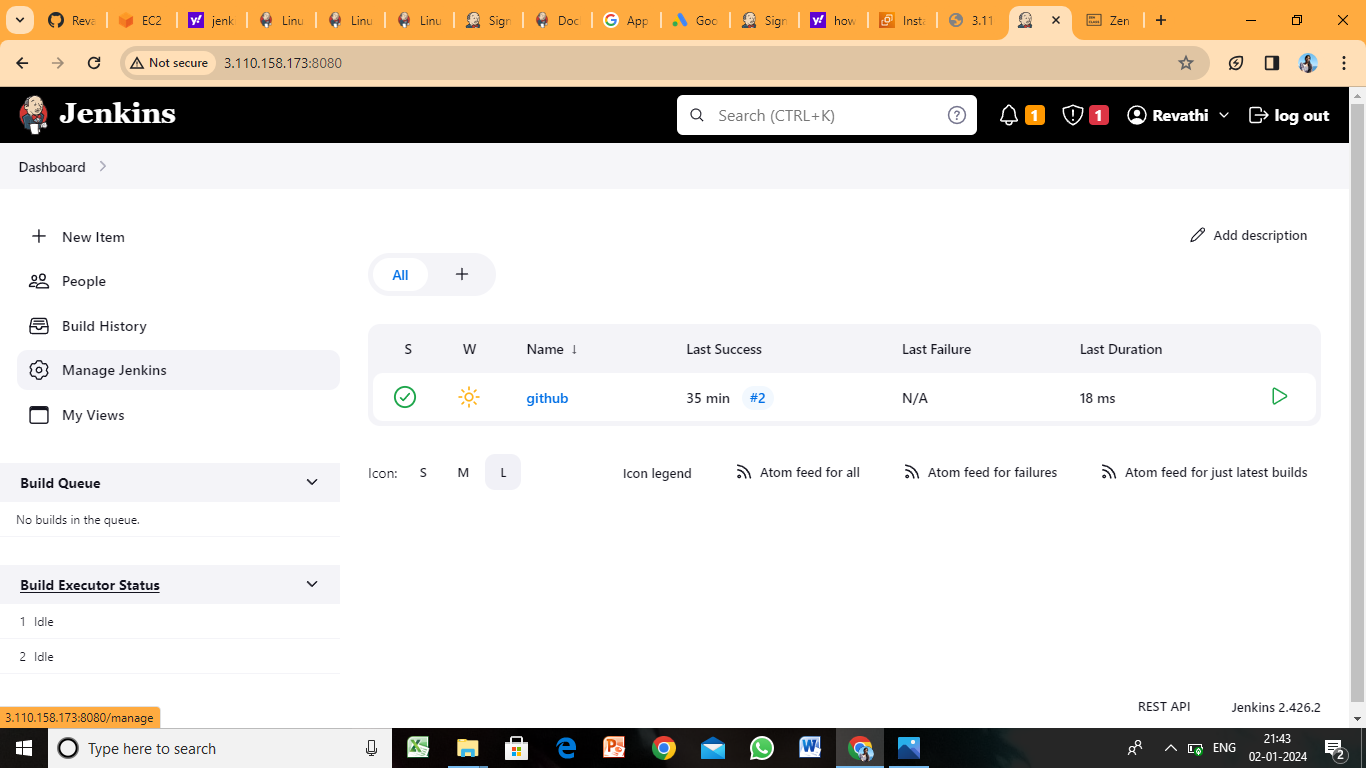 Reva
EC2
jenk
Linu
Linu
Linu
Sign
Doc
App
Goo
Sign
how
Insta
3.11
Zen
Not secure 3.110.158.173:8080
Jenkins
Search (CTRL+K)
1
1
Revathi
log out
Dashboard
New Item
People
Build History
Manage Jenkins
My Views
Build Queue
No builds in the queue.
Build Executor Status
1 Idle
2 Idle
Add description
All +
S W Name ↓ Last Success Last Failure Last Duration
github 35 min #2 N/A 18 ms
Icon: S M L
Icon legend
Atom feed for all
Atom feed for failures
Atom feed for just latest builds
REST API
Jenkins 2.426.2
3.110.158.173:8080/manage
Type here to search
ENG
21:43
02-01-2024
2